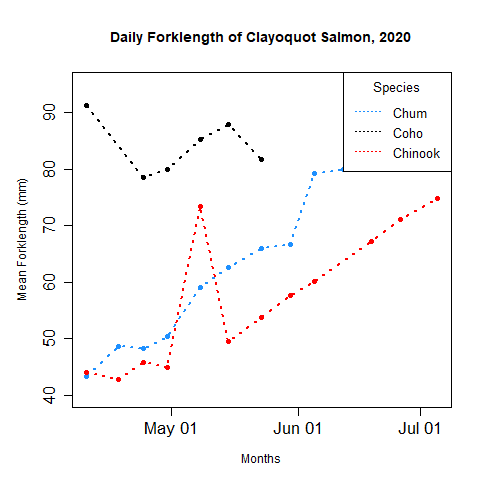 Daily Forklength of Clayoquot Salmon, 2020
Species
Chum
Coho
Chinook
Mean Forklength (mm)
90
80
70
60
50
40
May 01
Jun 01
Jul 01
Months